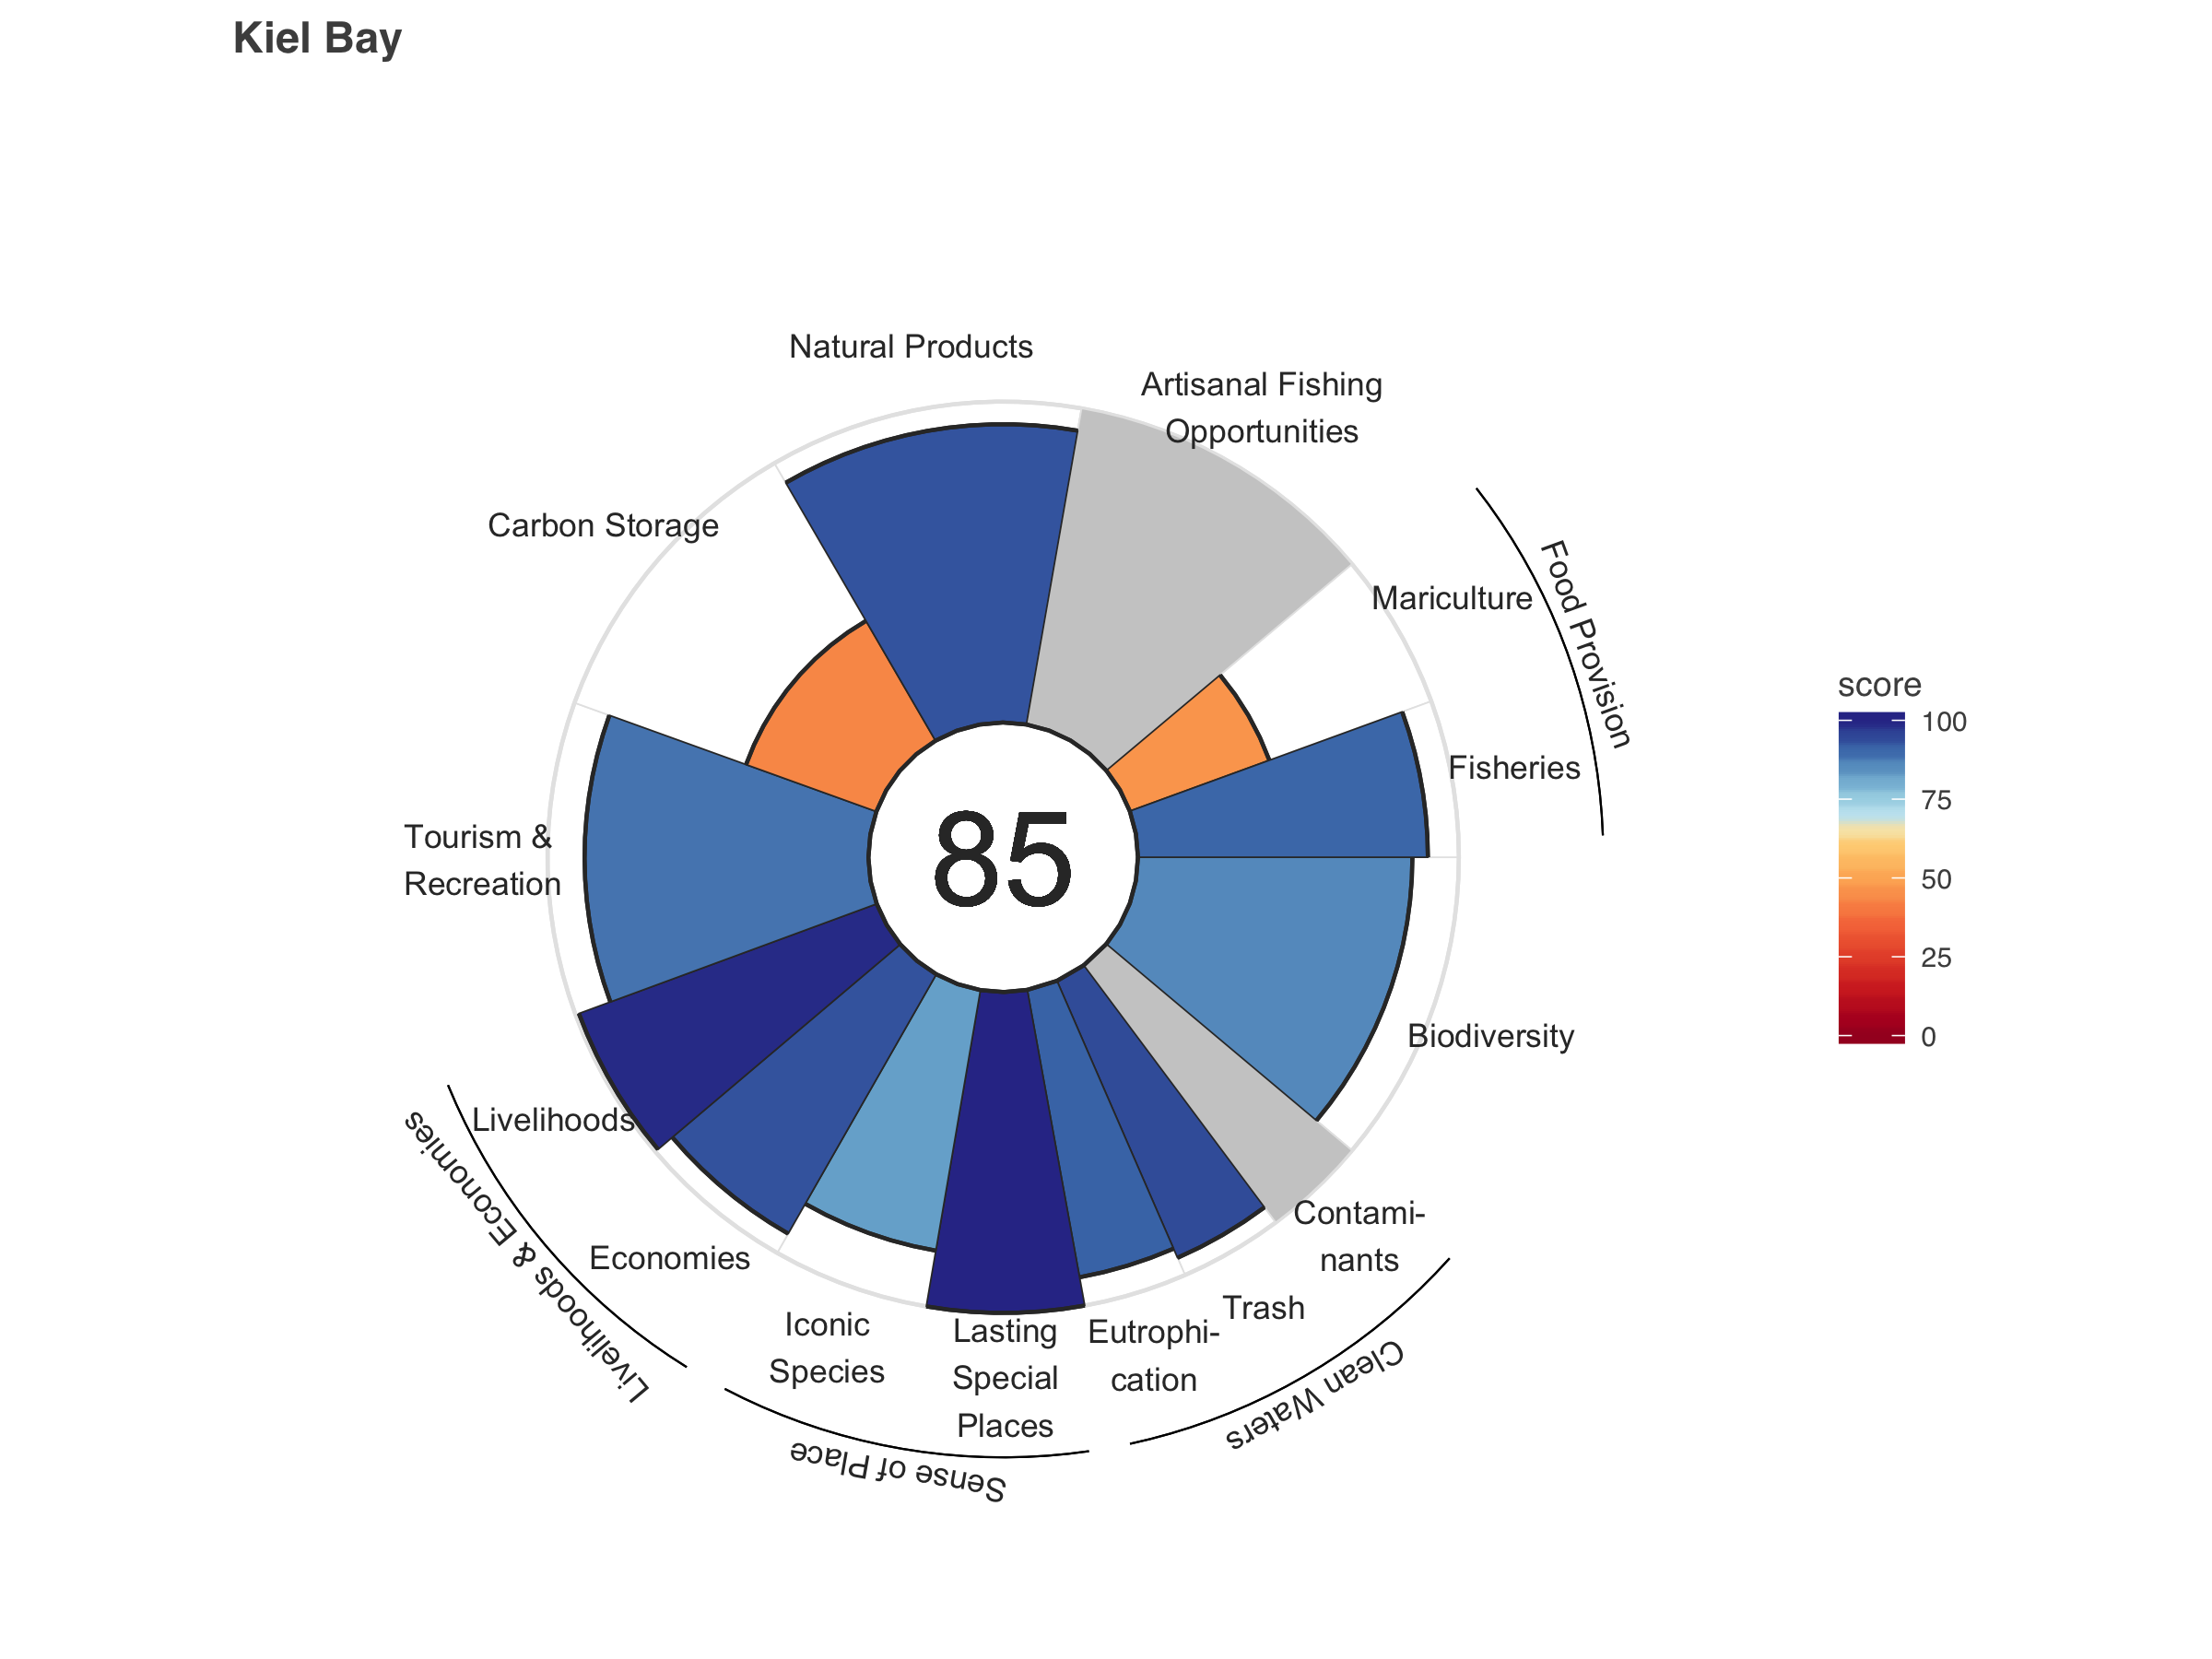 Kiel Bay
Natural Products
Artisanal Fishing
Opportunities
Carbon Storage
Mariculture
Food Provision
Fisheries
score
100
75
50
25
0
Tourism &
Recreation
85
Biodiversity
Livelihoods
Livelihoods & Economies
Economies
Contami-
nants
Trash
Clean Waters
Iconic
Species
Lasting
Special
Places
Eutrophi-
cation
Sense of Place